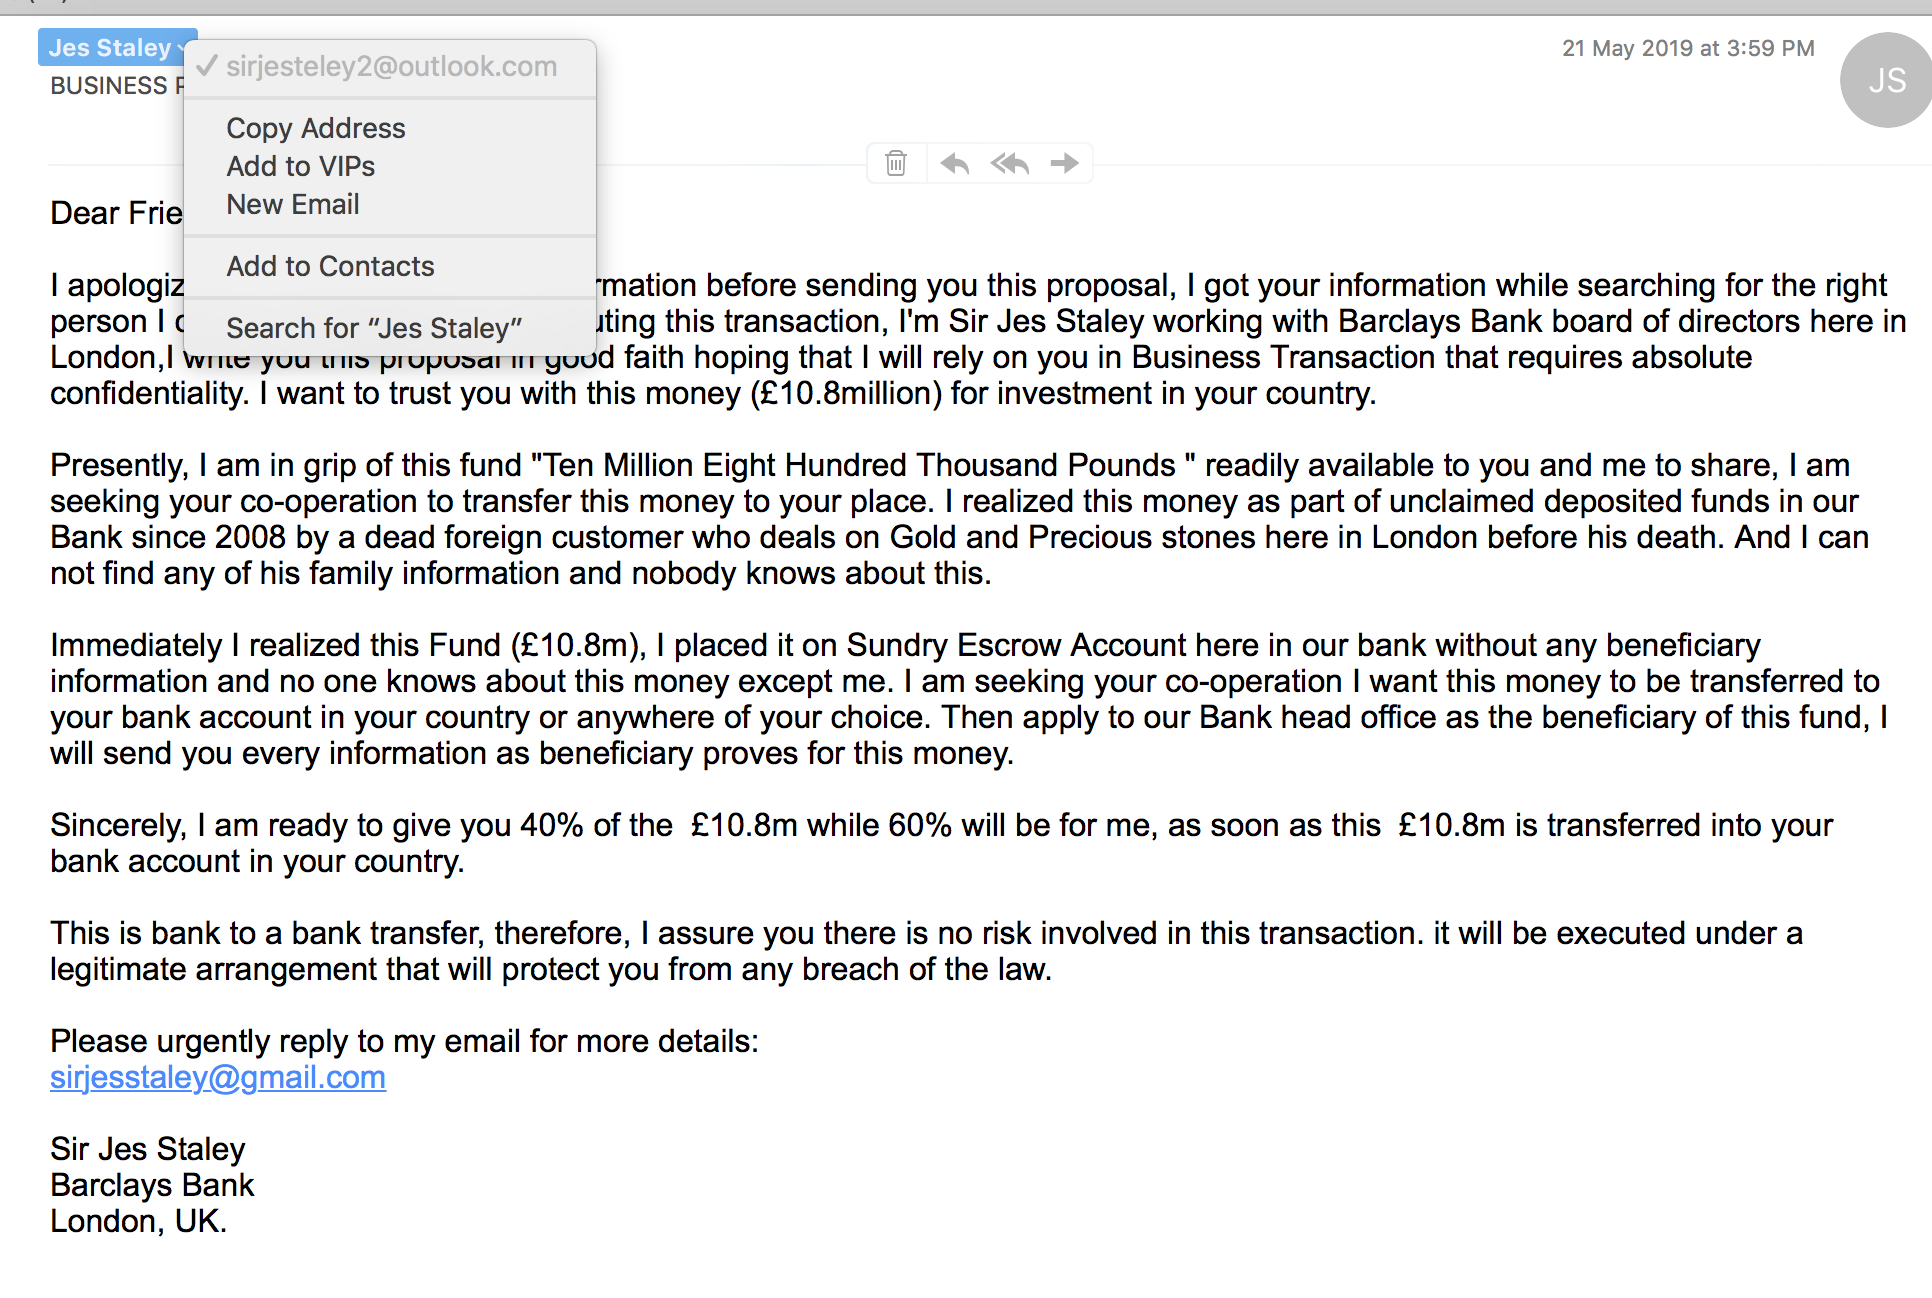 Jes Staley
sirjesteley2@outlook.com
21 May 2019 at 3:59 PM
JS
BUSINESS
Copy Address
Add to VIPs
New Email
Add to Contacts
Search for “Jes Staley”
Dear
I before sending you this proposal, I got your information while searching for the right
person I this transaction, I'm Sir Jes Staley working with Barclays Bank board of directors here in
London,I write you this proposal in good faith hoping that I will rely on you in Business Transaction that requires absolute
confidentiality. I want to trust you with this money (£10.8million) for investment in your country.
Presently, I am in grip of this fund "Ten Million Eight Hundred Thousand Pounds " readily available to you and me to share, I am
seeking your co-operation to transfer this money to your place. I realized this money as part of unclaimed deposited funds in our
Bank since 2008 by a dead foreign customer who deals on Gold and Precious stones here in London before his death. And I can
not find any of his family information and nobody knows about this.
Immediately I realized this Fund (£10.8m), I placed it on Sundry Escrow Account here in our bank without any beneficiary
information and no one knows about this money except me. I am seeking your co-operation I want this money to be transferred to
your bank account in your country or anywhere of your choice. Then apply to our Bank head office as the beneficiary of this fund, I
will send you every information as beneficiary proves for this money.
Sincerely, I am ready to give you 40% of the  £10.8m while 60% will be for me, as soon as this  £10.8m is transferred into your
bank account in your country.
This is bank to a bank transfer, therefore, I assure you there is no risk involved in this transaction. it will be executed under a
legitimate arrangement that will protect you from any breach of the law.
Please urgently reply to my email for more details:
sirjesstaley@gmail.com
Sir Jes Staley
Barclays Bank
London, UK.